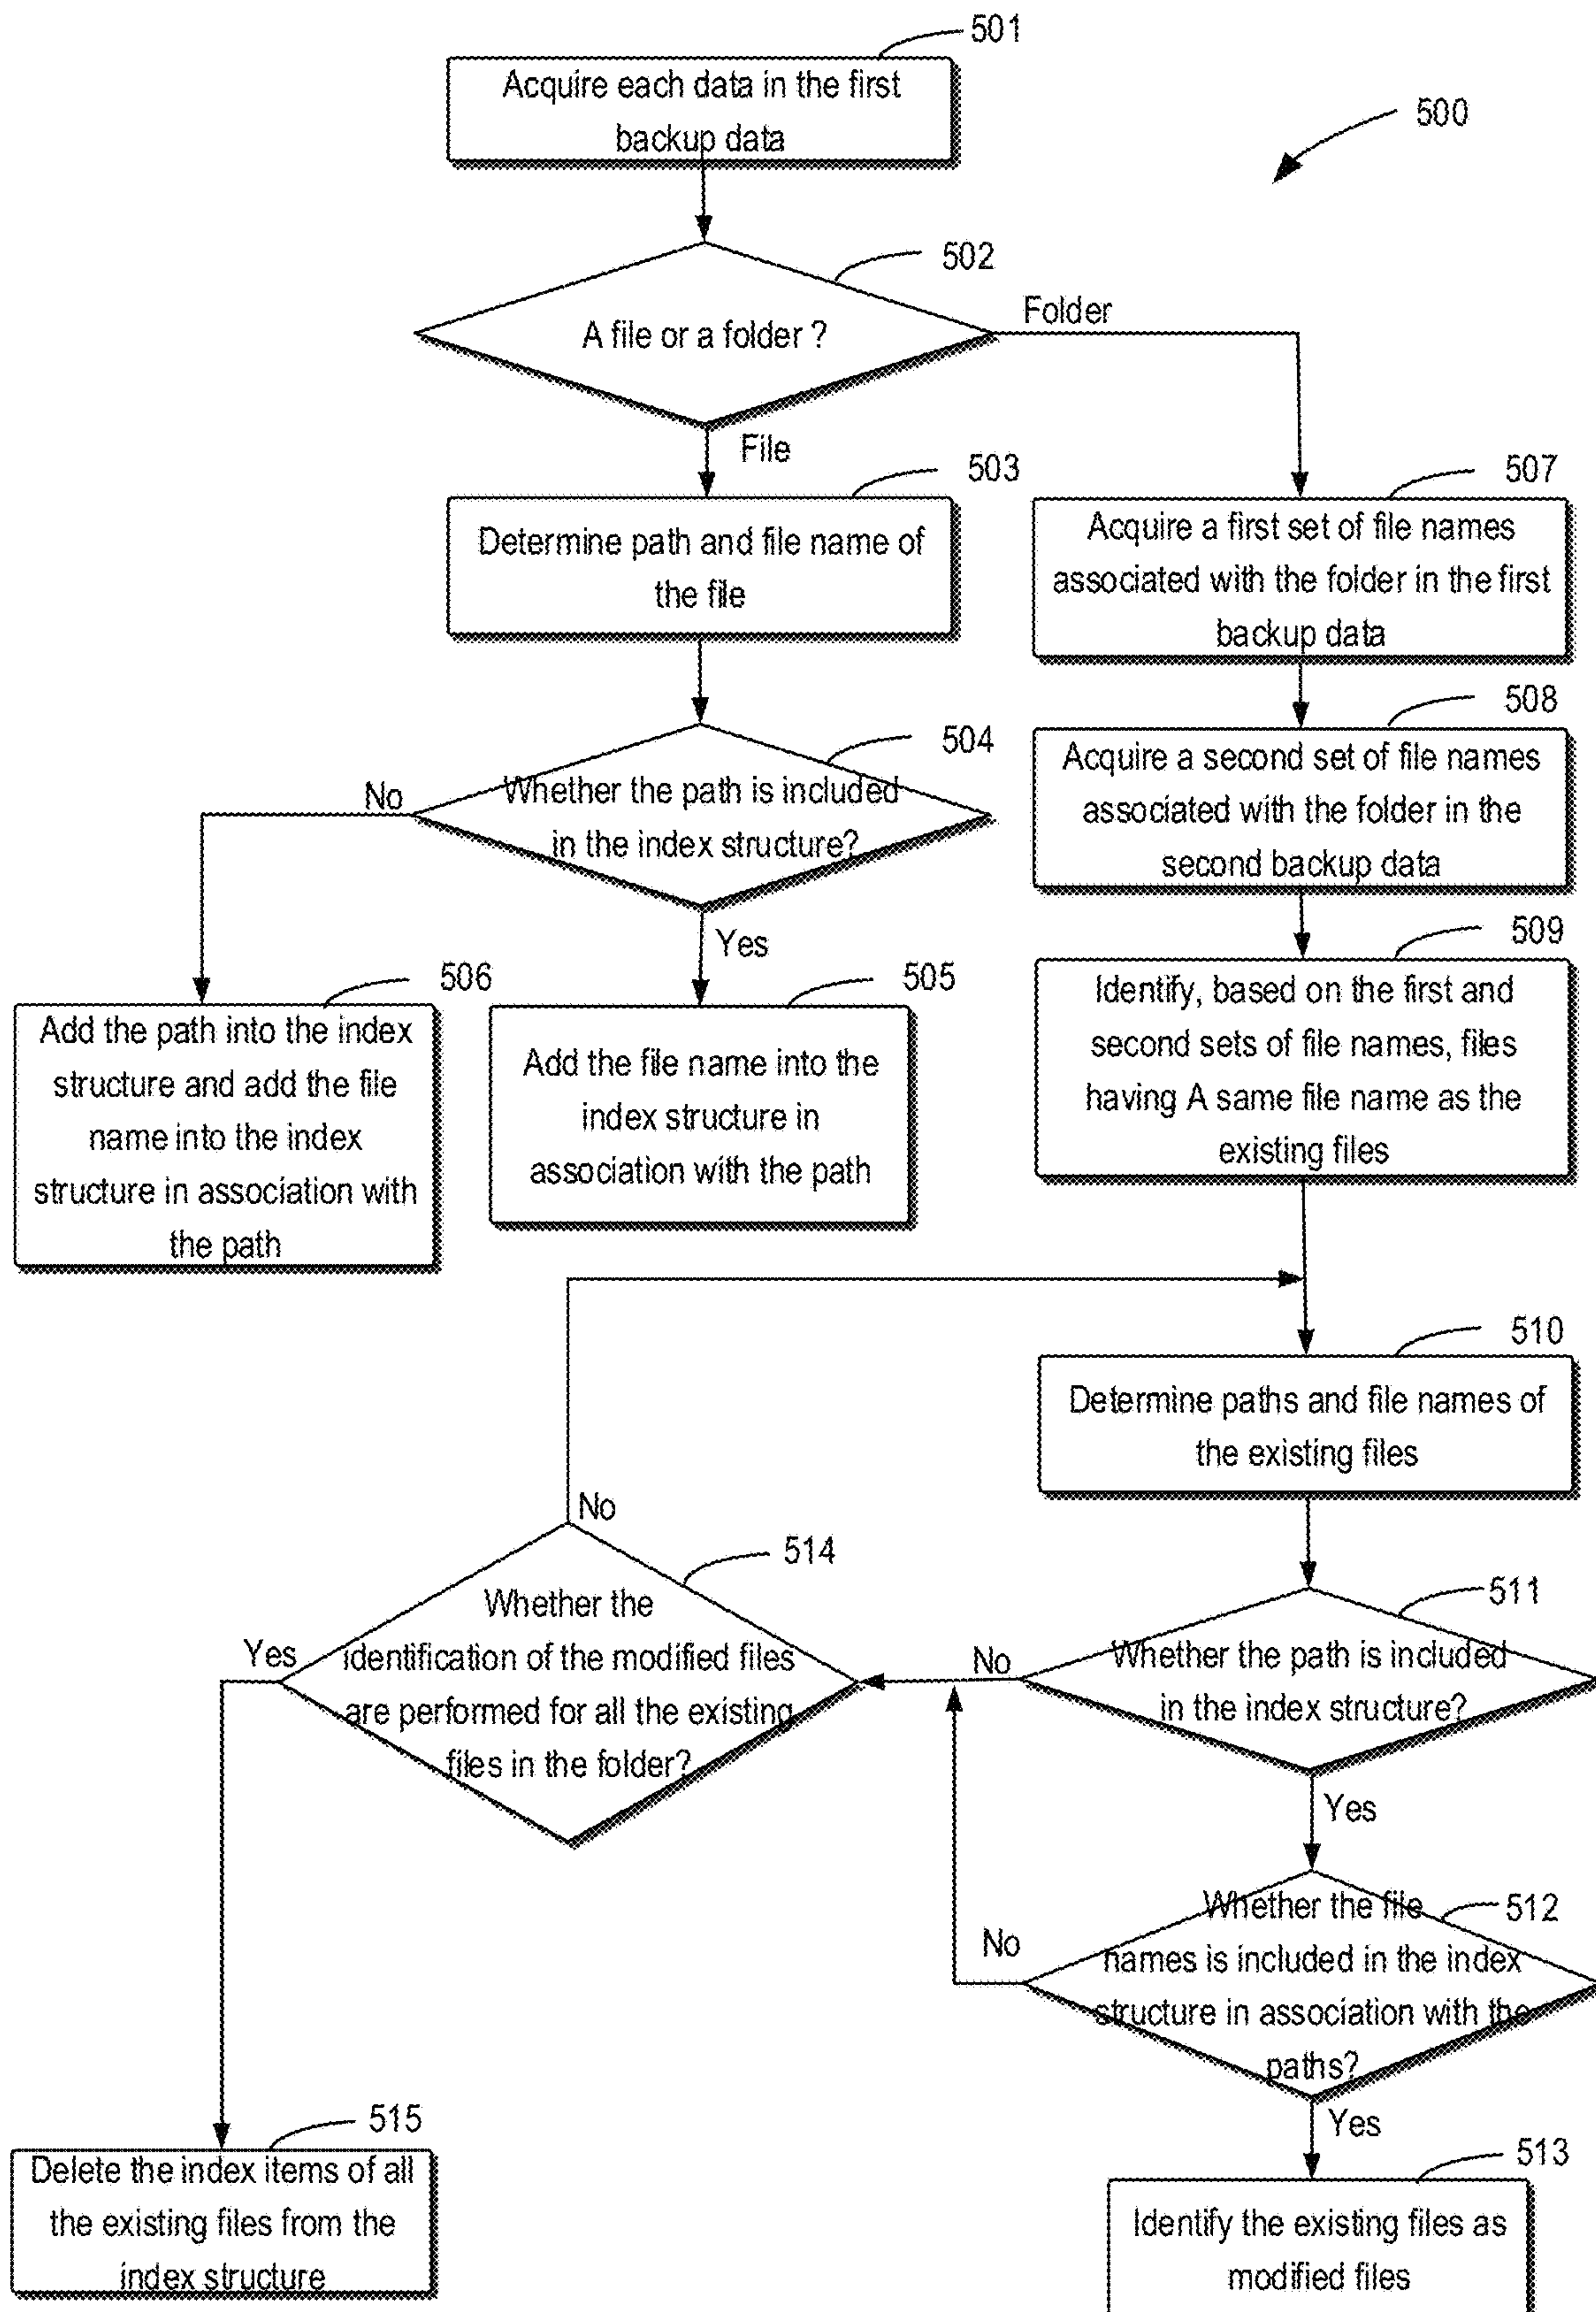 501
Acquire each data in the first
backup data
500
502
A file or a folder ?
Folder
File
503
Determine path and file name of
the file
507
Acquire a first set of file names
associated with the folder in the first
backup data
504
Whether the path is included
in the index structure?
No
Yes
508
Acquire a second set of file names
associated with the folder in the
second backup data
506
Add the path into the index
structure and add the file
name into the index
structure in association with
the path
505
Add the file name into the
index structure in
association with the path
509
Identify, based on the first and
second sets of file names, files
having A same file name as the
existing files
510
Determine paths and file names of
the existing files
No
514
Whether the
identification of the modified files
are performed for all the existing
files in the folder?
Yes
511
Whether the path is included
in the index structure?
No
Yes
512
Whether the file
names is included in the index
structure in association with the
paths?
No
Yes
515
Delete the index items of all
the existing files from the
index structure
513
Identify the existing files as
modified files